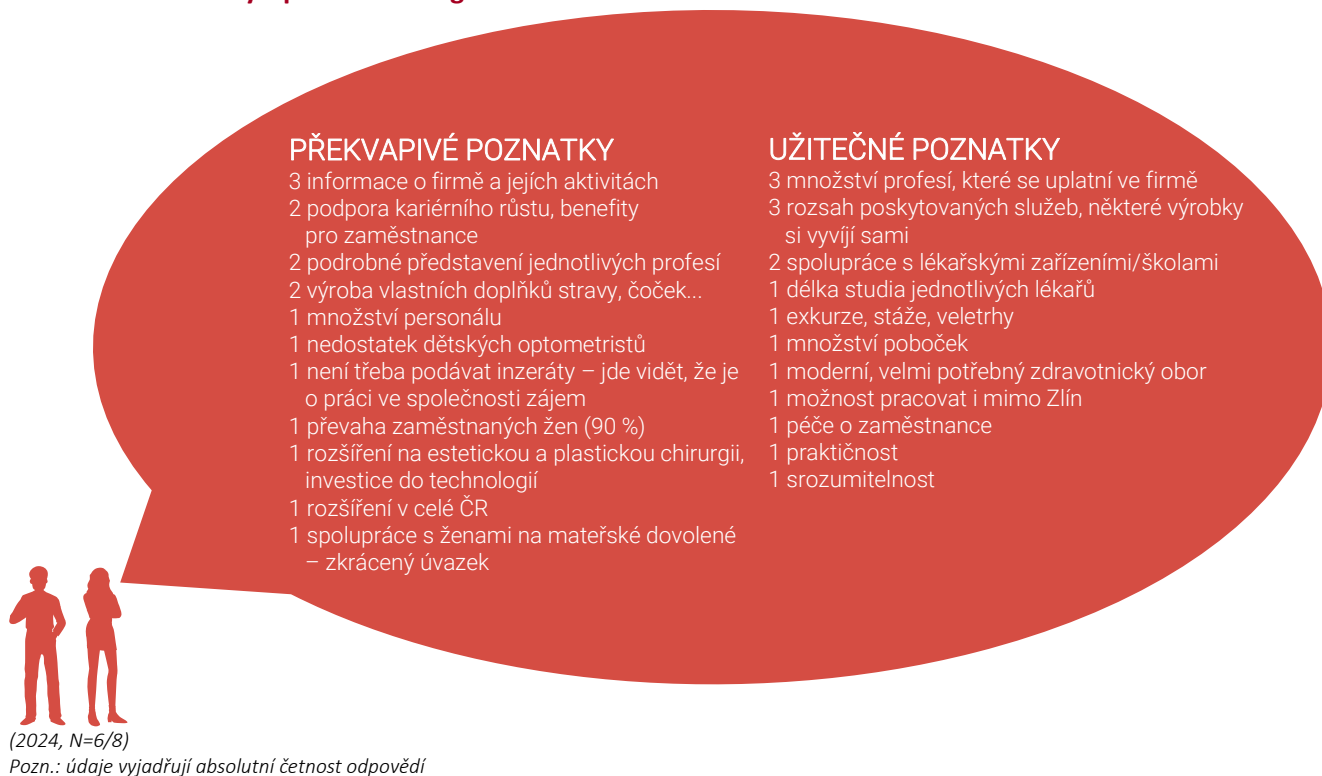 PŘEKVAPIVÉ POZNATKY
3 informace o firmě a jejích aktivitách
2 podpora kariérního růstu, benefity
pro zaměstnance
2 podrobné představení jednotlivých profesí
2 výroba vlastních doplňků stravy, čoček...
1 množství personálu
1 nedostatek dětských optometristů
1 není třeba podávat inzeráty – jde vidět, že je
o práci ve společnosti zájem
1 převaha zaměstnaných žen (90 %)
1 rozšíření na estetickou a plastickou chirurgii,
investice do technologií
1 rozšíření v celé ČR
1 spolupráce s ženami na mateřské dovolené
– zkrácený úvazek
UŽITEČNÉ POZNATKY
3 množství profesí, které se uplatní ve firmě
3 rozsah poskytovaných služeb, některé výrobky
si vyvíjí sami
2 spolupráce s lékařskými zařízeními/školami
1 délka studia jednotlivých lékařů
1 exkurze, stáže, veletrhy
1 množství poboček
1 moderní, velmi potřebný zdravotnický obor
1 možnost pracovat i mimo Zlín
1 péče o zaměstnance
1 praktičnost
1 srozumitelnost
(2024, N=6/8)
Pozn.: údaje vyjadřují absolutní četnost odpovědí